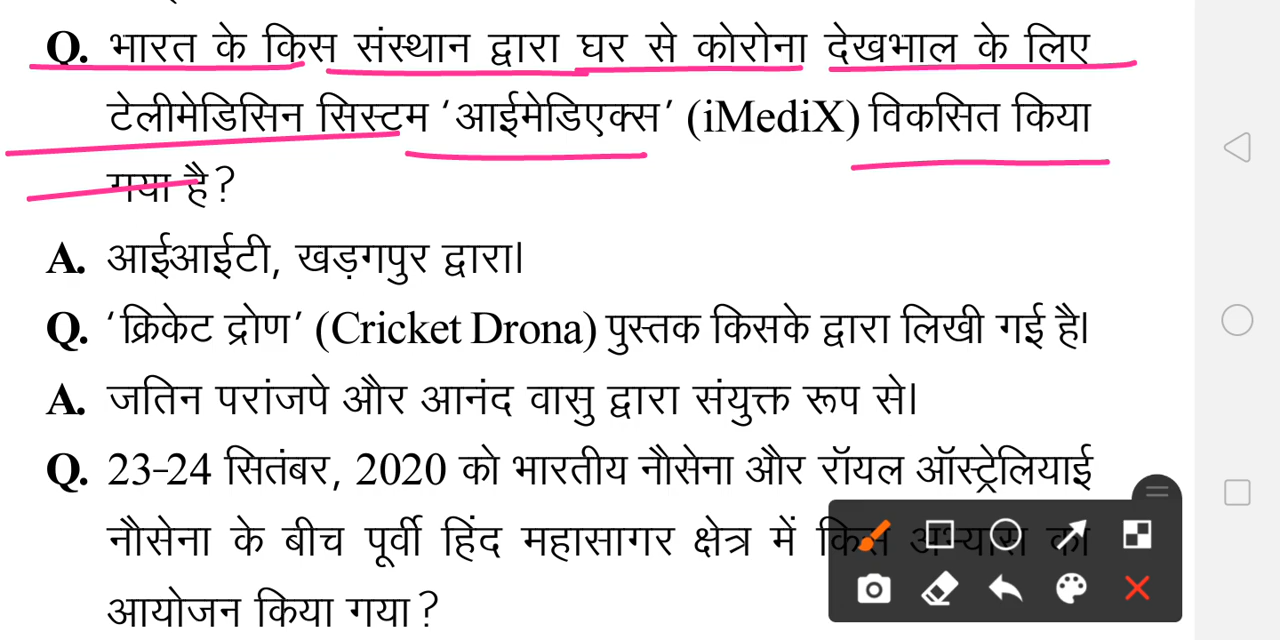 Q. भारत के किस संस्थान द्वारा घर से कोरोना देखभाल के लिए
टेलीमेडिसिन सिस्टम ‘आईमेडिएक्स’ (iMediX) विकसित किया
गया है?
A. आईआईटी, खड़गपुर द्वारा।
Q. ‘क्रिकेट द्रोण’ (Cricket Drona) पुस्तक किसके द्वारा लिखी गई है।
A. जतिन परांजपे और आनंद वासु द्वारा संयुक्त रूप से।
Q. 23-24 सितंबर, 2020 को भारतीय नौसेना और रॉयल ऑस्ट्रेलियाई
नौसेना के बीच पूर्वी हिंद महासागर क्षेत्र में किस अभ्यास का
आयोजन किया गया?